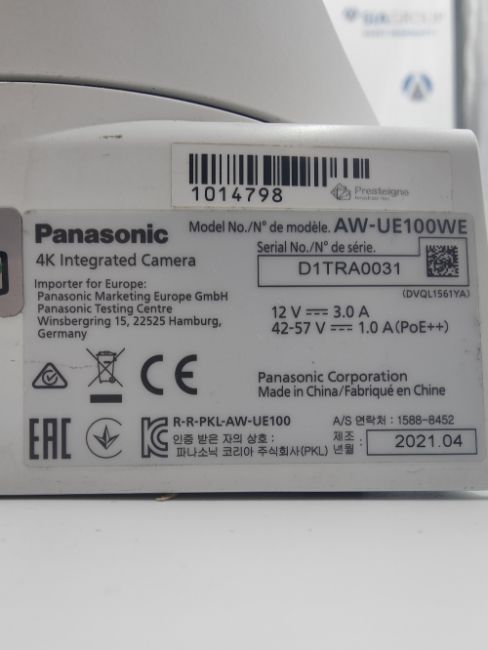 GROUP
1014798
Presteigne
Model No./N° de modèle. AW-UE100WE
Panasonic
4K Integrated Camera
Serial No./N° de série.
D1TRA0031
(DVQL1561YA)
Importer for Europe:
Panasonic Marketing Europe GmbH
Panasonic Testing Centre
Winsbergring 15, 22525 Hamburg,
Germany
12 V ⎓ 3.0 A
42-57 V ⎓ 1.0 A(PoE++)
CE
Panasonic Corporation
Made in China/Fabriqué en Chine
EAC
R-R-PKL-AW-UE100
인증 받은 자의 상호 :
파나소닉 코리아 주식회사(PKL)
A/S 연락처 : 1588-8452
제조
년월 : 2021.04